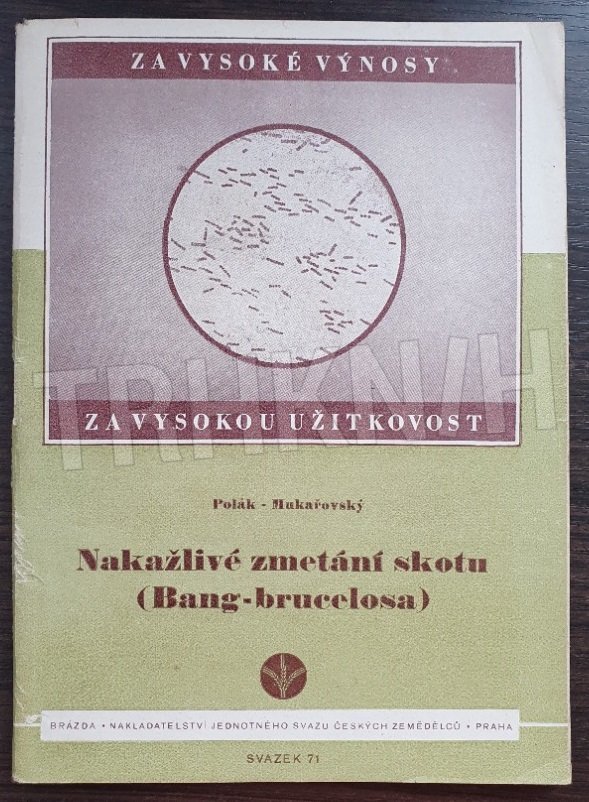 ZA VYSOKÉ VÝNOSY
TRHKNIH
ZA VYSOKOU UŽITKOVOST
Polák - Mukařovský
Nakažlivé zmetání skotu
(Bang-brucelosa)
BRÁZDA • NAKLADATELSTVÍ JEDNOTNÉHO SVAZU ČESKÝCH ZEMĚDĚLCŮ • PRAHA
SVAZEK 71